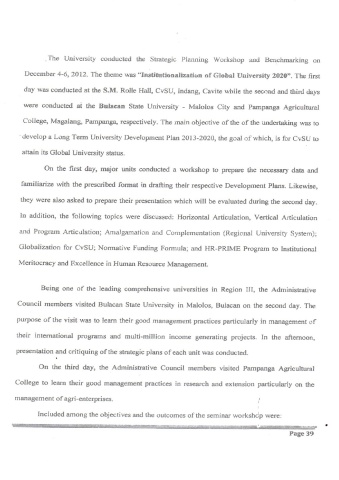 The University conducted the Strategic Planning Workshop and Benchmarking on
December 4-6, 2012. The theme was "Institutionalization of Global University 2020". The first
day was conducted at the S.M. Rolle Hall, CvSU, indang, Cavite while the second and third days
were conducted at the Bulacan State University - Malolos City and Pampanga Agricultural
College, Magalang, Pampanga, respectively. The main objective of the of the undertaking was to
develop a Long Term University Development Plan 2013-2020, the goal of which, is for CvSU to
attain its Global University status.
On the first day, major units conducted a workshop to prepare the necessary data and
familiarize with the prescribed format in drafting their respective Development Plans. Likewise,
they were also asked to prepare their presentation which will be evaluated during the second day.
In addition, the following topics were discussed: Horizontal Articulation, Vertical Articulation
and Program Articulation; Amalgamation and Complementation (Regional University System);
Globalization for CvSU; Normative Funding Formula; and HR-PRIME Program to Institutional
Meritocracy and Excellence in Human Resource Management.
Being one of the leading comprehensive universities in Region III, the Administrative
Council members visited Bulacan State University in Malolos, Bulacan on the second day. The
purpose of the visit was to learn their good management practices particularly in management of
their international programs and multi-million income generating projects. In the afternoon,
presentation and critiquing of the strategic plans of each unit was conducted.
On the third day, the Administrative Council members visited Pampanga Agricultural
College to learn their good management practices in research and extension particularly on the
management of agri-enterprises.
Included among the objectives and the outcomes of the seminar workshop were:
Page 39